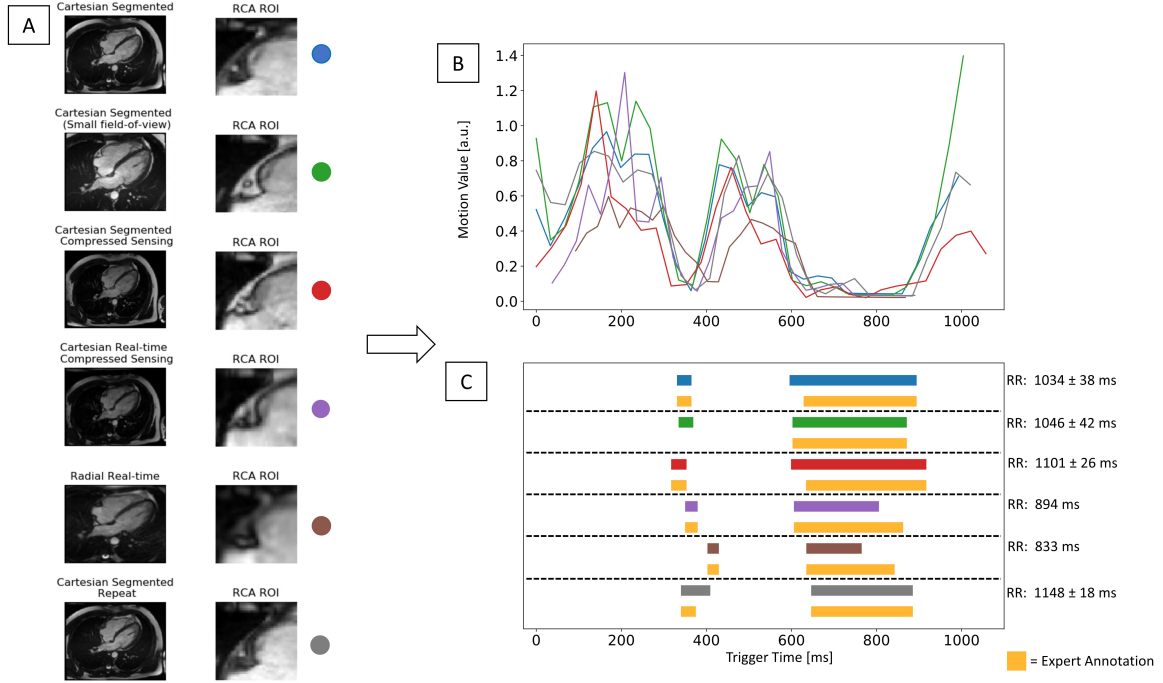 A
Cartesian Segmented
RCA ROI
Cartesian Segmented
(Small field-of-view)
RCA ROI
Cartesian Segmented
Compressed Sensing
RCA ROI
Cartesian Real-time
Compressed Sensing
RCA ROI
Radial Real-time
RCA ROI
Cartesian Segmented
Repeat
RCA ROI
B
Motion Value [a.u.]
1.4
1.2
1.0
0.8
0.6
0.4
0.2
0.0
0 200 400 600 800 1000
C
RR: 1034 ± 38 ms
RR: 1046 ± 42 ms
RR: 1101 ± 26 ms
RR: 894 ms
RR: 833 ms
RR: 1148 ± 18 ms
0 200 400 600 800 1000
Trigger Time [ms]
= Expert Annotation